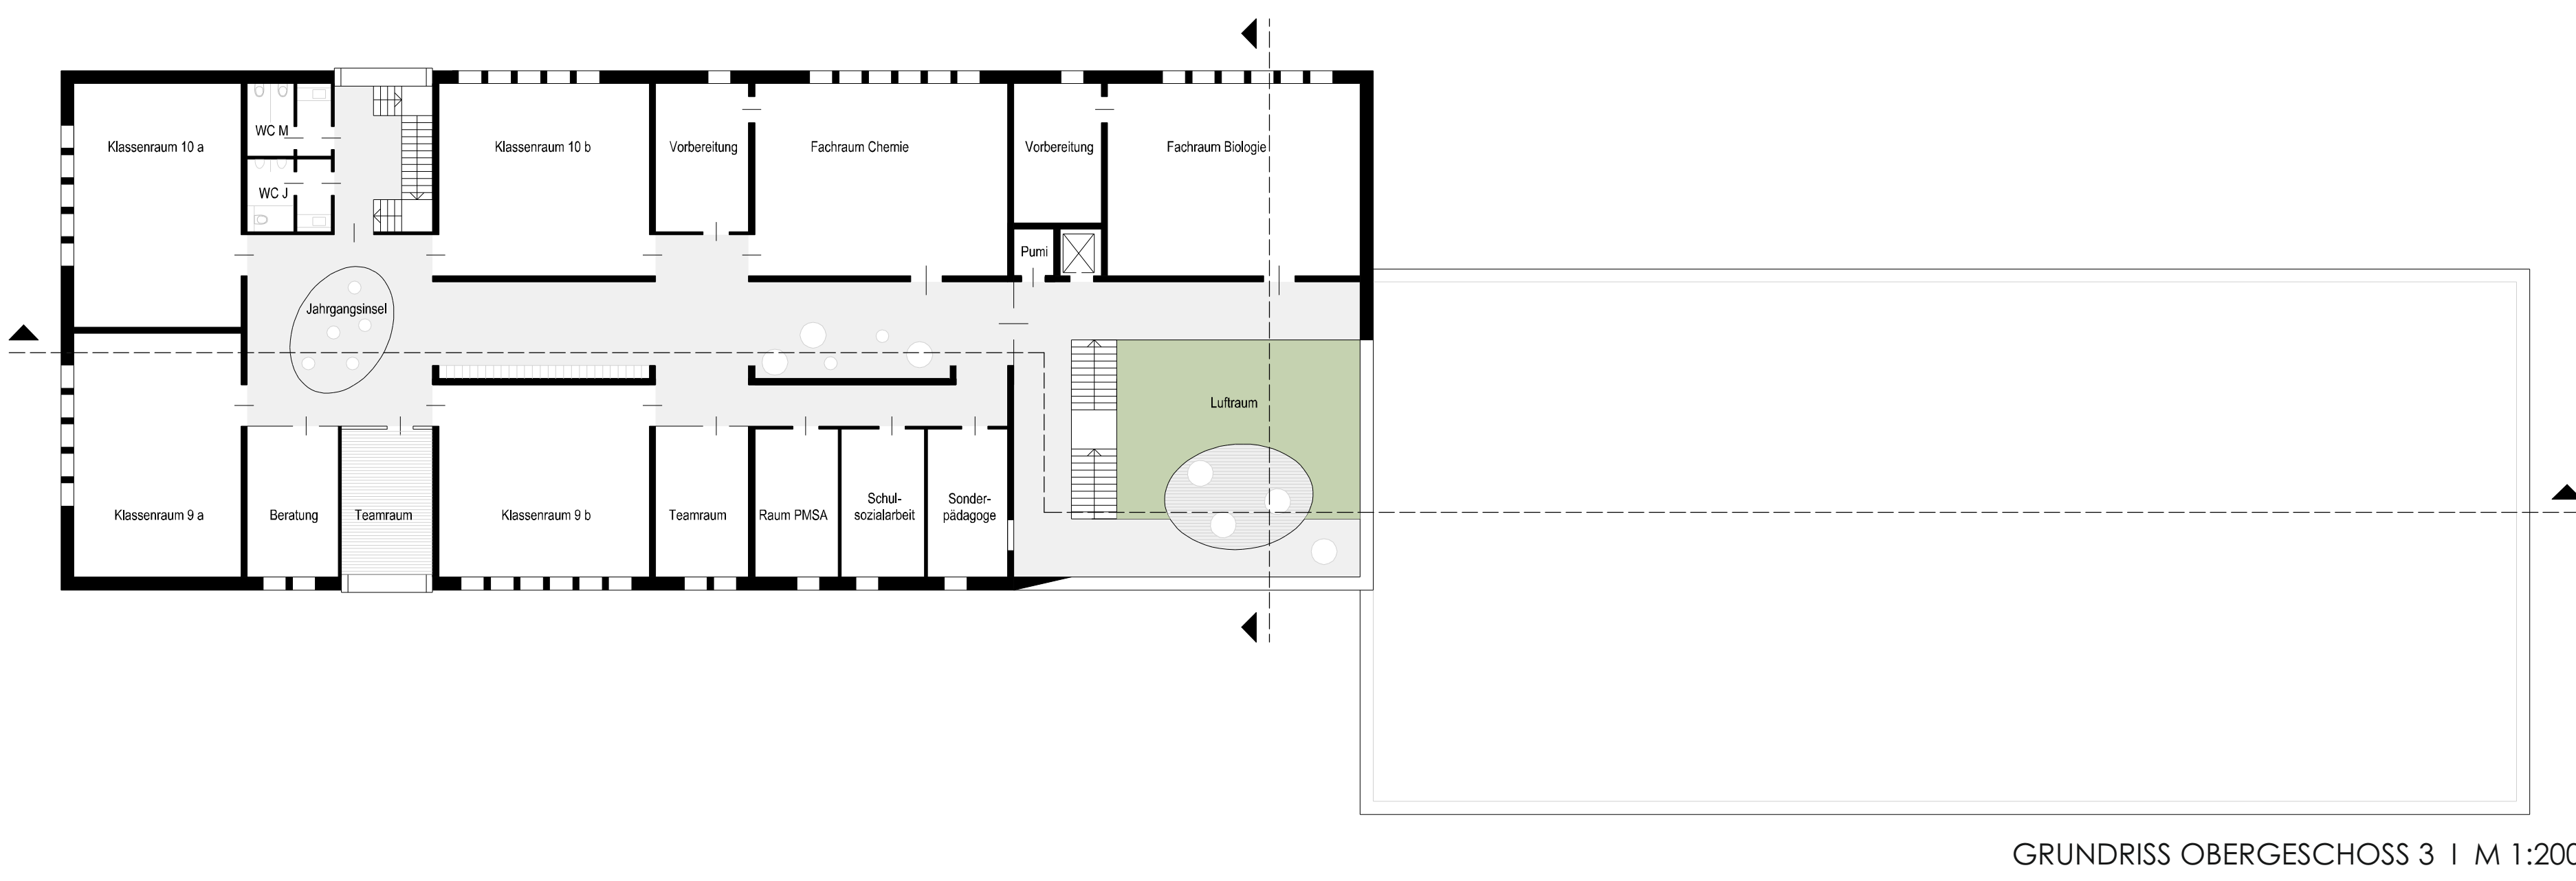 Klassenraum 10 a
WC M
WC J
Klassenraum 10 b
Vorbereitung
Fachraum Chemie
Vorbereitung
Fachraum Biologie
Pumi
Jahrgangsinsel
Luftraum
Klassenraum 9 a
Beratung
Teamraum
Klassenraum 9 b
Teamraum
Raum PMSA
Schul-
sozialarbeit
Sonder-
pädagoge
GRUNDRISS OBERGESCHOSS 3 I M 1:200